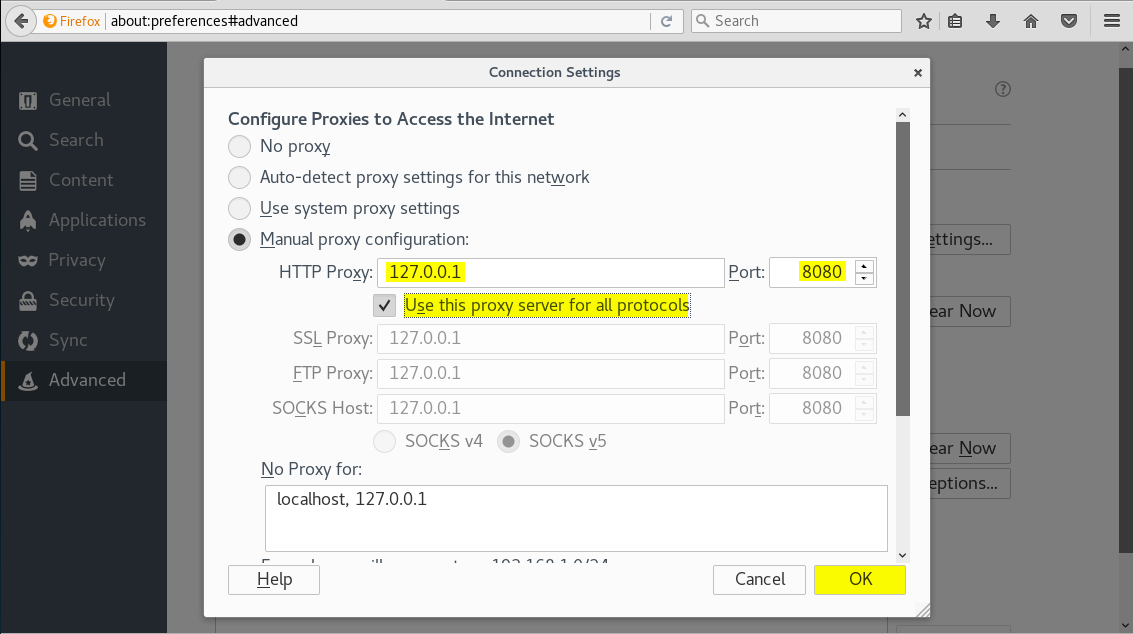 Firefox about:preferences#advanced Search
Connection Settings
General
Search
Content
Applications
Privacy
Security
Sync
Advanced
Configure Proxies to Access the Internet
No proxy
Auto-detect proxy settings for this network
Use system proxy settings
Manual proxy configuration:
HTTP Proxy: 127.0.0.1 Port: 8080
Use this proxy server for all protocols
SSL Proxy: 127.0.0.1 Port: 8080
FTP Proxy: 127.0.0.1 Port: 8080
SOCKS Host: 127.0.0.1 Port: 8080
SOCKS v4 SOCKS v5
No Proxy for:
localhost, 127.0.0.1
Help Cancel OK
ettings...
ear Now
ear Now
eptions...